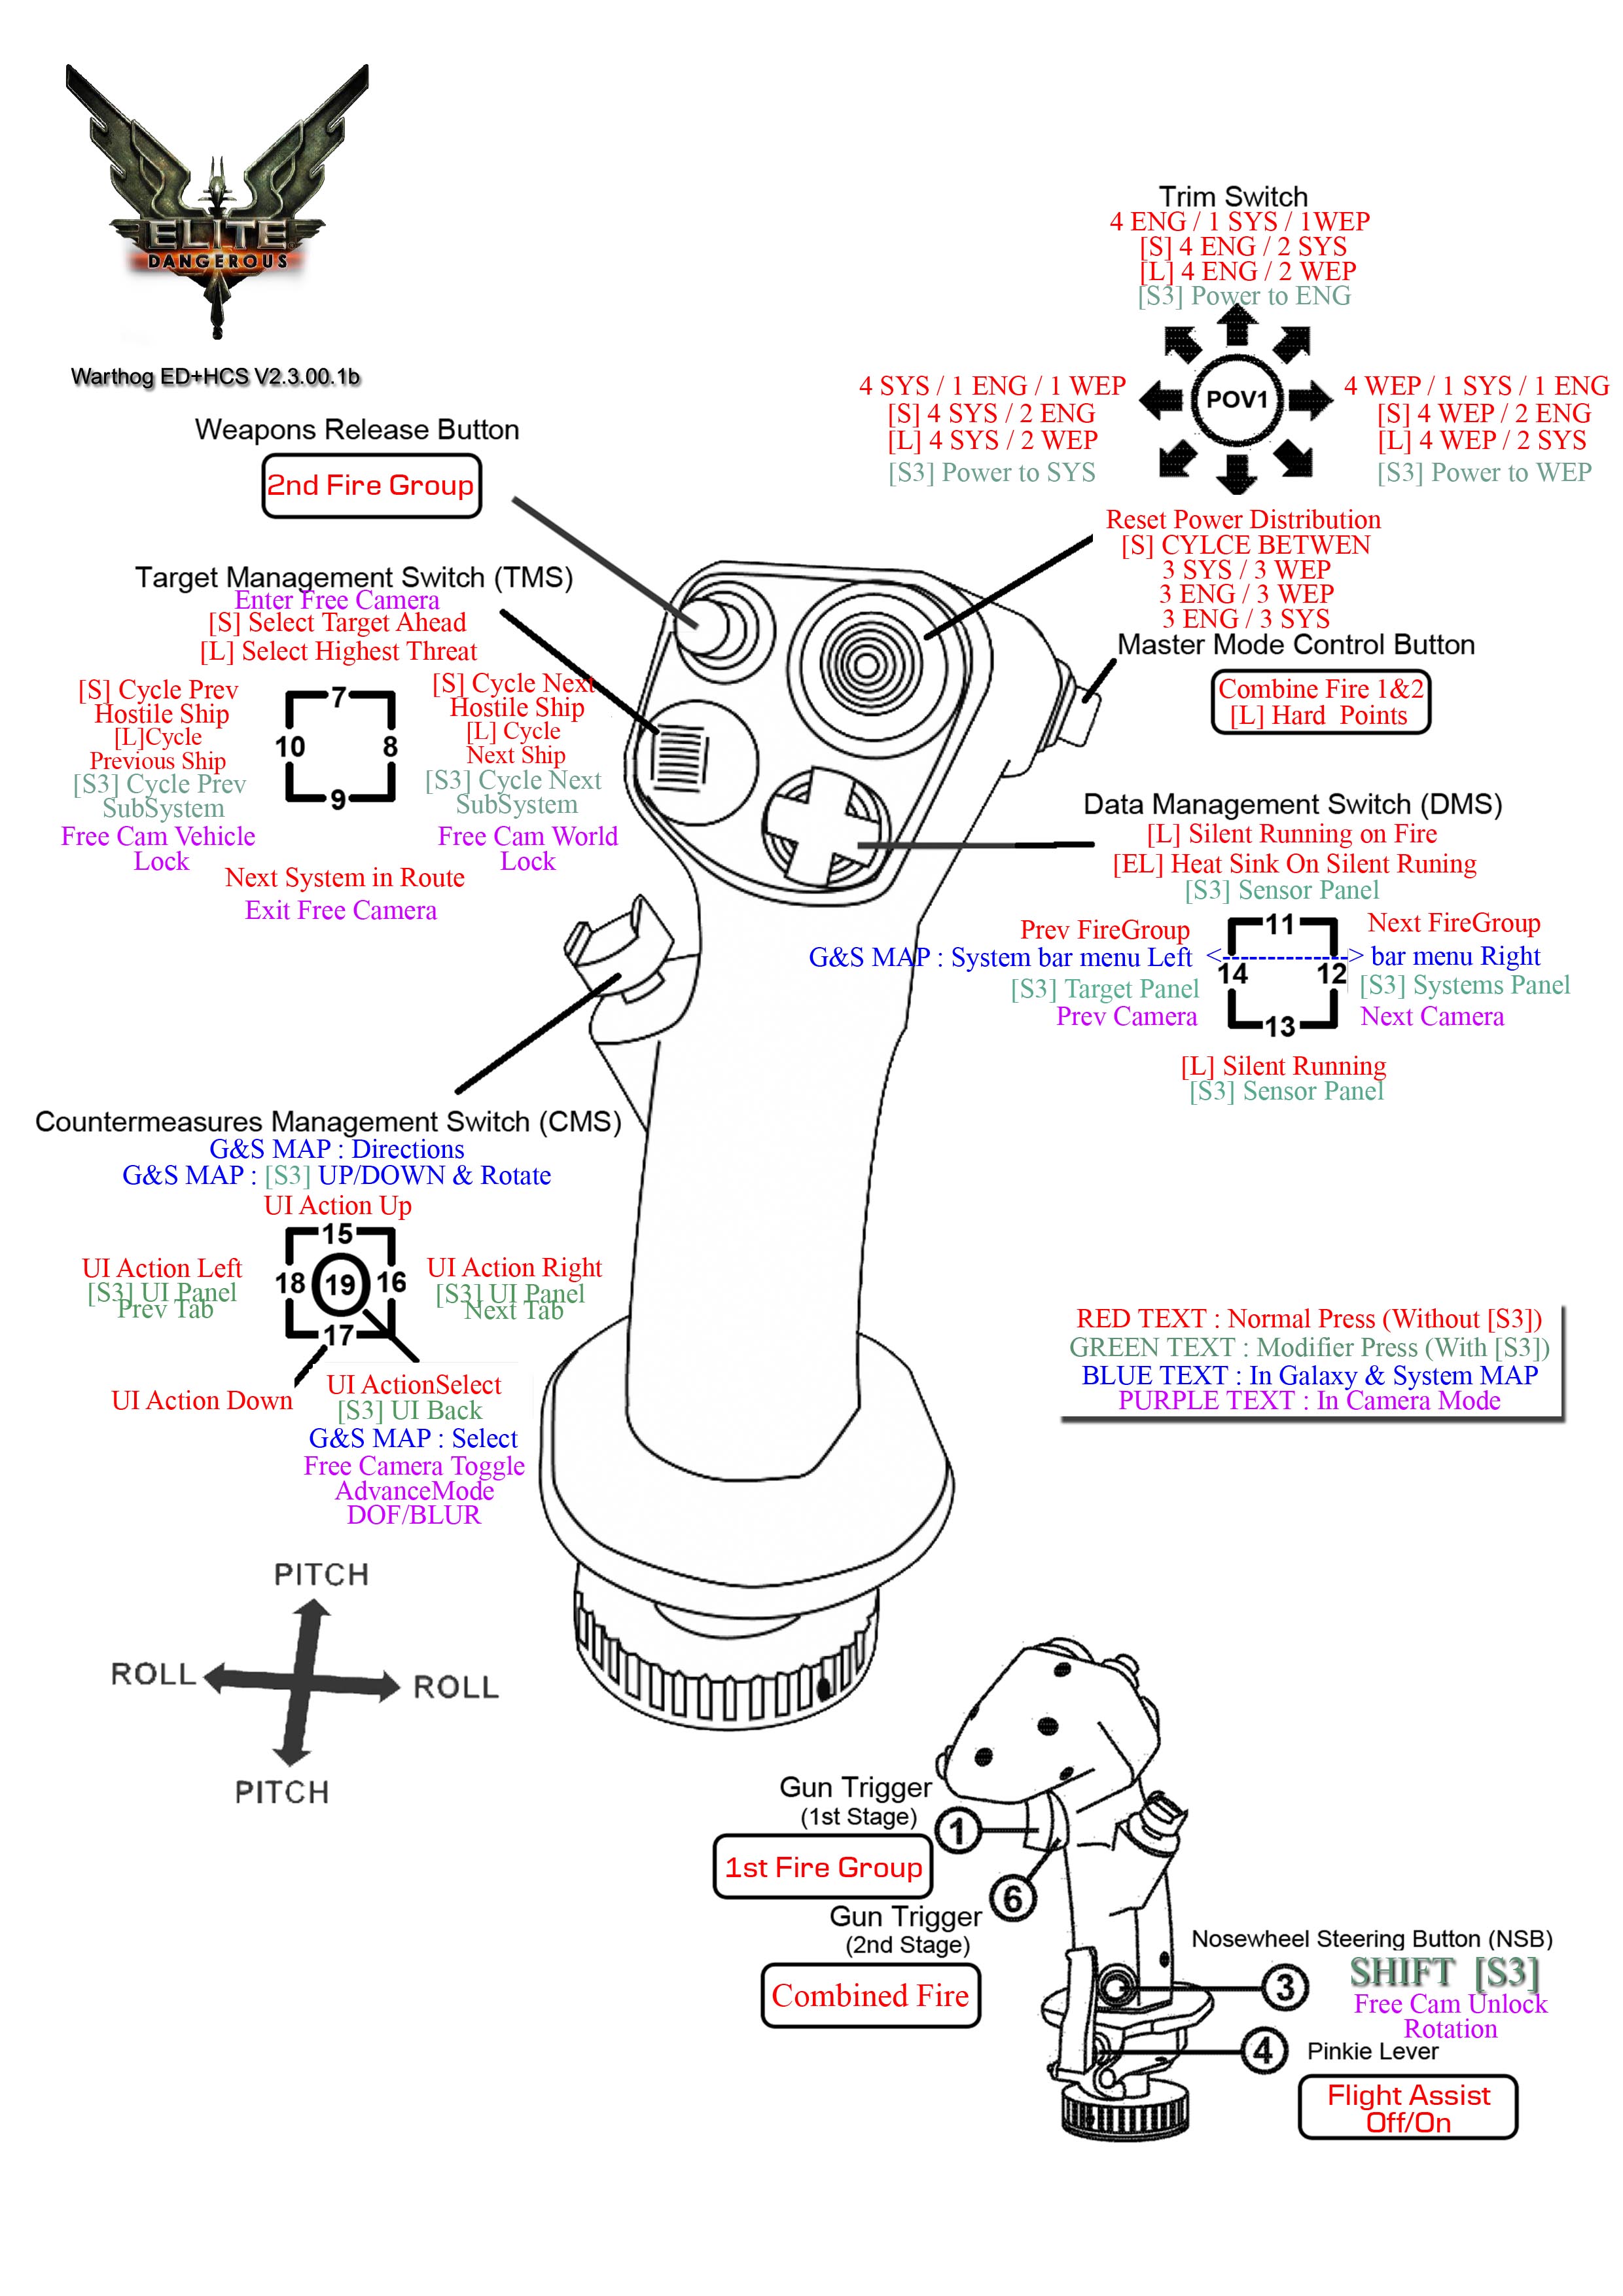 ELITE
DANGEROUS
Warthog ED+HCS V2.3.00.1b
Trim Switch
4 ENG / 1 SYS / 1WEP
[S] 4 ENG / 2 SYS
[L] 4 ENG / 2 WEP
[S3] Power to ENG
4 SYS / 1 ENG / 1 WEP
[S] 4 SYS / 2 ENG
[L] 4 SYS / 2 WEP
[S3] Power to SYS
POV1
4 WEP / 1 SYS / 1 ENG
[S] 4 WEP / 2 ENG
[L] 4 WEP / 2 SYS
[S3] Power to WEP
Reset Power Distribution
[S] CYLCE BETWEN
3 SYS / 3 WEP
3 ENG / 3 WEP
3 ENG / 3 SYS
Weapons Release Button
2nd Fire Group
Target Management Switch (TMS)
Enter Free Camera
[S] Select Target Ahead
[L] Select Highest Threat
[S] Cycle Prev
Hostile Ship
[L]Cycle
Previous Ship
[S3] Cycle Prev
SubSystem
Free Cam Vehicle
Lock
7
10
8
9
[S] Cycle Next
Hostile Ship
[L] Cycle
Next Ship
[S3] Cycle Next
SubSystem
Free Cam World
Lock
Next System in Route
Exit Free Camera
Master Mode Control Button
Combine Fire 1&2
[L] Hard Points
Data Management Switch (DMS)
[L] Silent Running on Fire
[EL] Heat Sink On Silent Runing
[S3] Sensor Panel
Prev FireGroup
G&S MAP : System bar menu Left <-------------> bar menu Right
[S3] Target Panel
Prev Camera
11
14
12
13
Next FireGroup
[S3] Systems Panel
Next Camera
[L] Silent Running
[S3] Sensor Panel
Countermeasures Management Switch (CMS)
G&S MAP : Directions
G&S MAP : [S3] UP/DOWN & Rotate
UI Action Up
UI Action Left
[S3] UI Panel
Prev Tab
15
18
19
16
17
UI Action Right
[S3] UI Panel
Next Tab
UI Action Down
UI ActionSelect
[S3] UI Back
G&S MAP : Select
Free Camera Toggle
AdvanceMode
DOF/BLUR
RED TEXT : Normal Press (Without [S3])
GREEN TEXT : Modifier Press (With [S3])
BLUE TEXT : In Galaxy & System MAP
PURPLE TEXT : In Camera Mode
PITCH
ROLL
ROLL
PITCH
Gun Trigger
(1st Stage)
1
1st Fire Group
6
Gun Trigger
(2nd Stage)
Combined Fire
Nosewheel Steering Button (NSB)
3
SHIFT [S3]
Free Cam Unlock
Rotation
4
Pinkie Lever
Flight Assist
Off/On